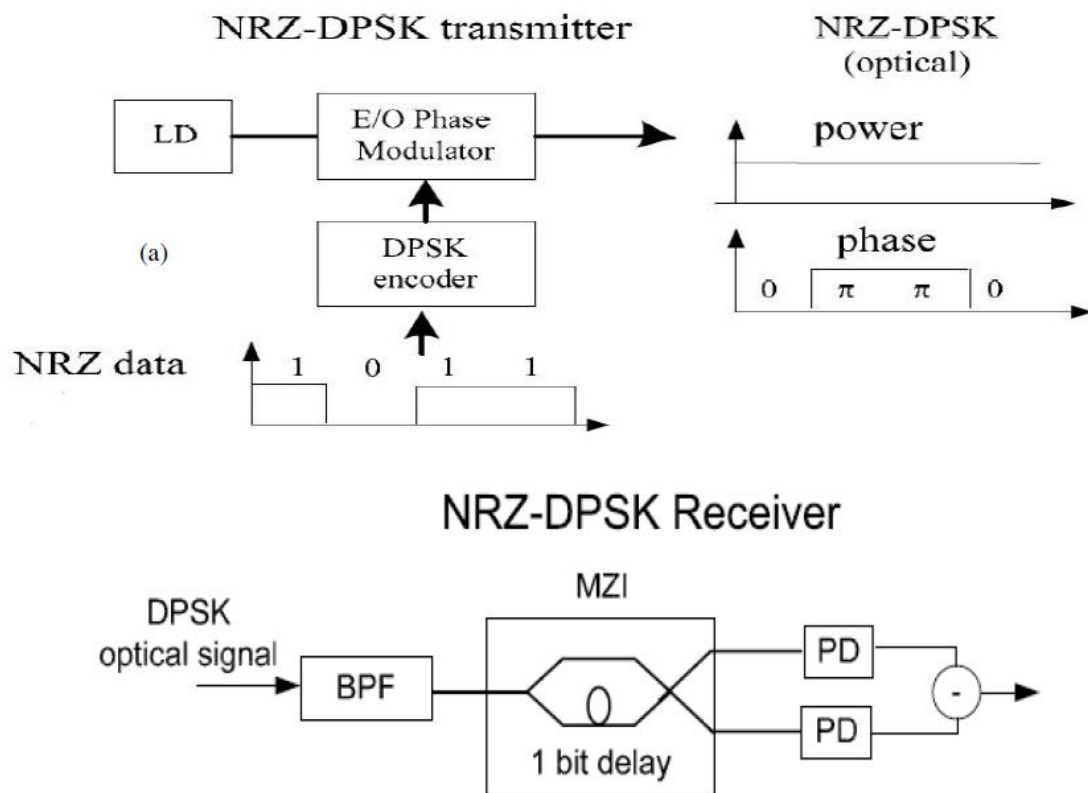 NRZ-DPSK transmitter
NRZ-DPSK
(optical)
LD
E/O Phase
Modulator
power
(a)
DPSK
encoder
phase
0 π π 0
NRZ data
1 0 1 1
NRZ-DPSK Receiver
MZI
DPSK
optical signal
BPF
PD
-
PD
1 bit delay